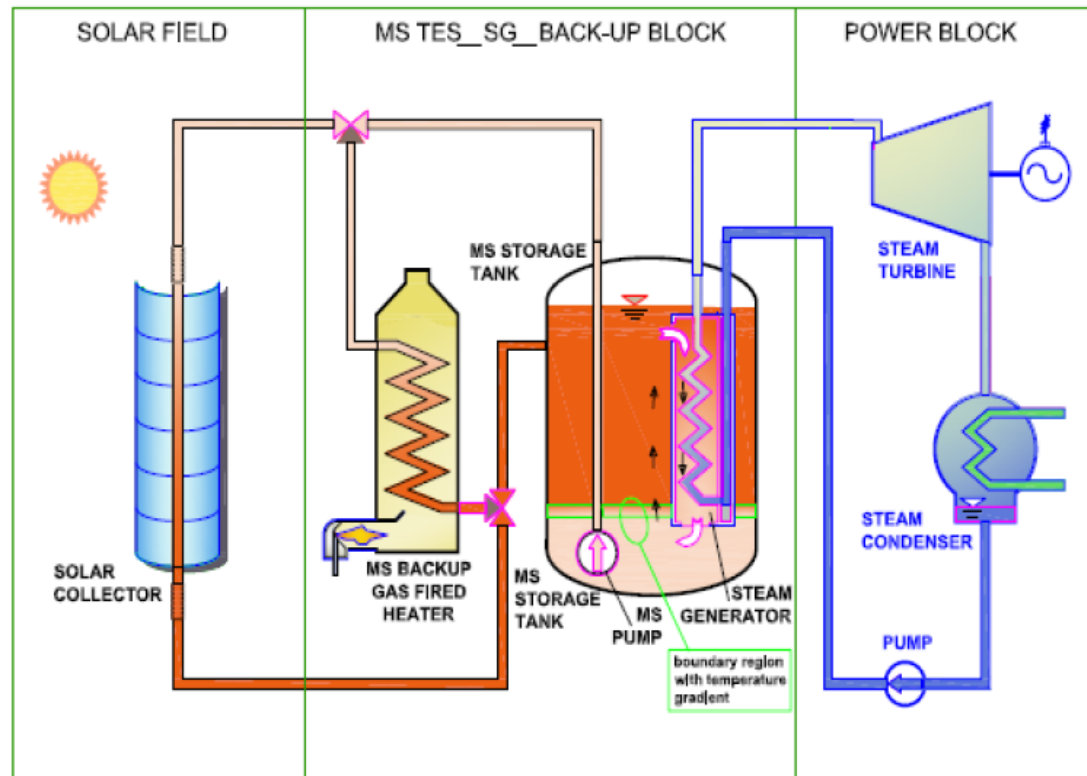 SOLAR FIELD
MS TES__SG__BACK-UP BLOCK
POWER BLOCK
MS STORAGE
TANK
STEAM
TURBINE
SOLAR
COLLECTOR
MS BACKUP
GAS FIRED
HEATER
MS
STORAGE
TANK
MS
PUMP
STEAM
GENERATOR
STEAM
CONDENSER
PUMP
boundary region
with temperature
gradient